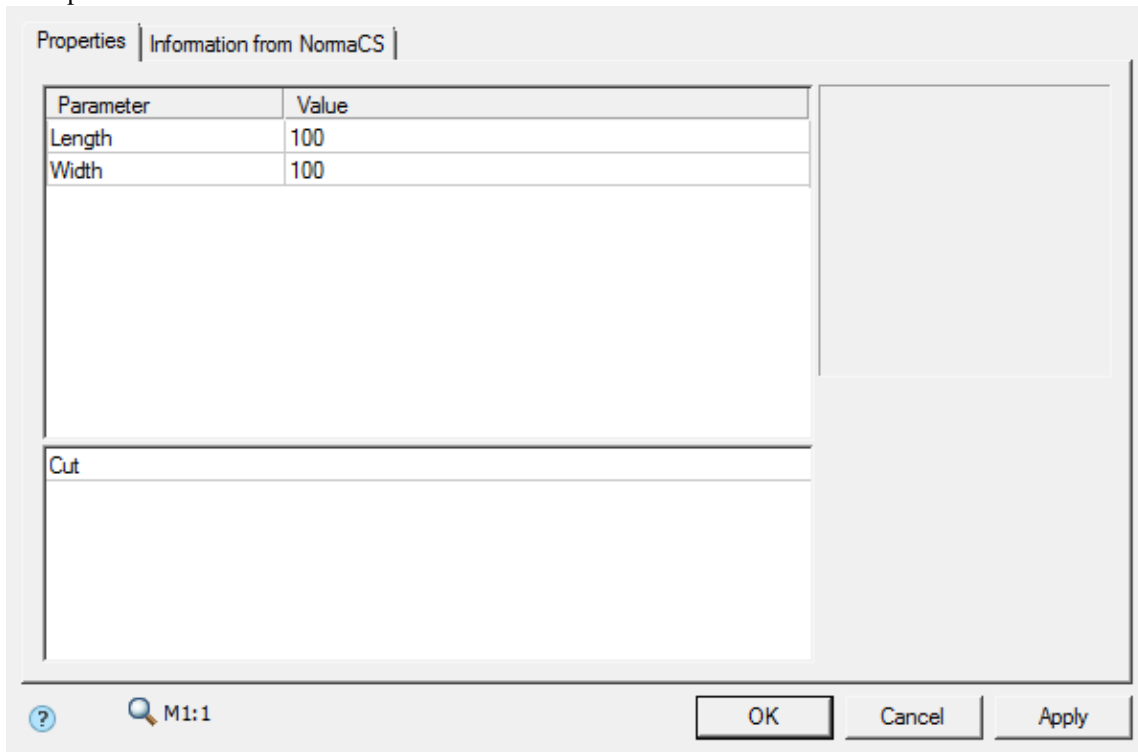 Properties Information from NormaCS
Parameter Value
Length 100
Width 100
Cut
? M1:1 OK Cancel Apply